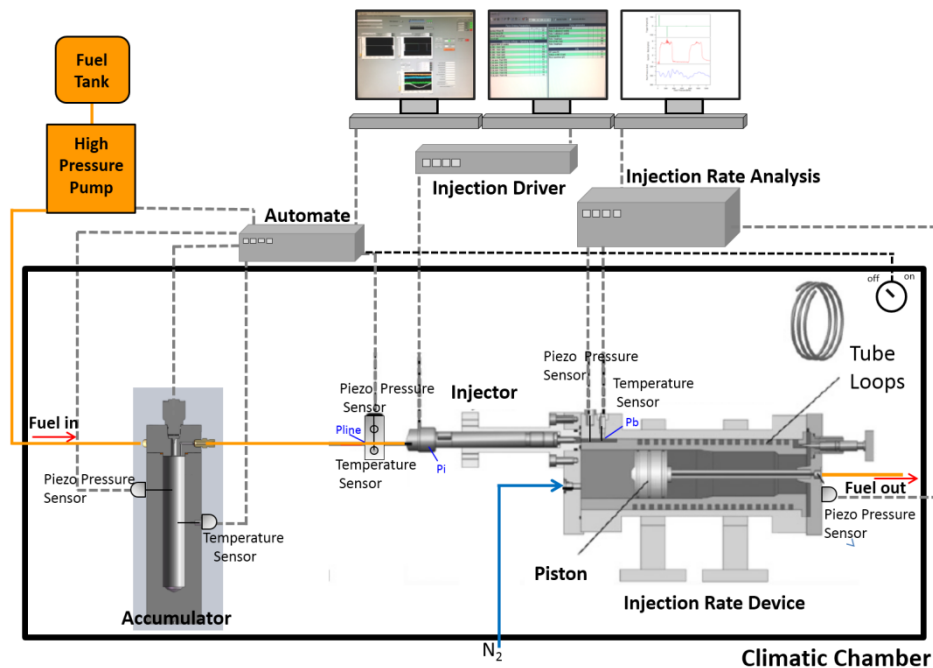 Fuel
Tank
High
Pressure
Pump
Automate
Injection Driver
Injection Rate Analysis
off
on
Tube
Loops
Piezo Pressure
Sensor
Temperature
Sensor
Pb
Injector
Piezo Pressure
Sensor
Pline
Pi
Temperature
Sensor
Fuel in
Fuel out
Piezo Pressure
Sensor
Temperature
Sensor
Piezo Pressure
Sensor
Piston
Injection Rate Device
Accumulator
N2
Climatic Chamber